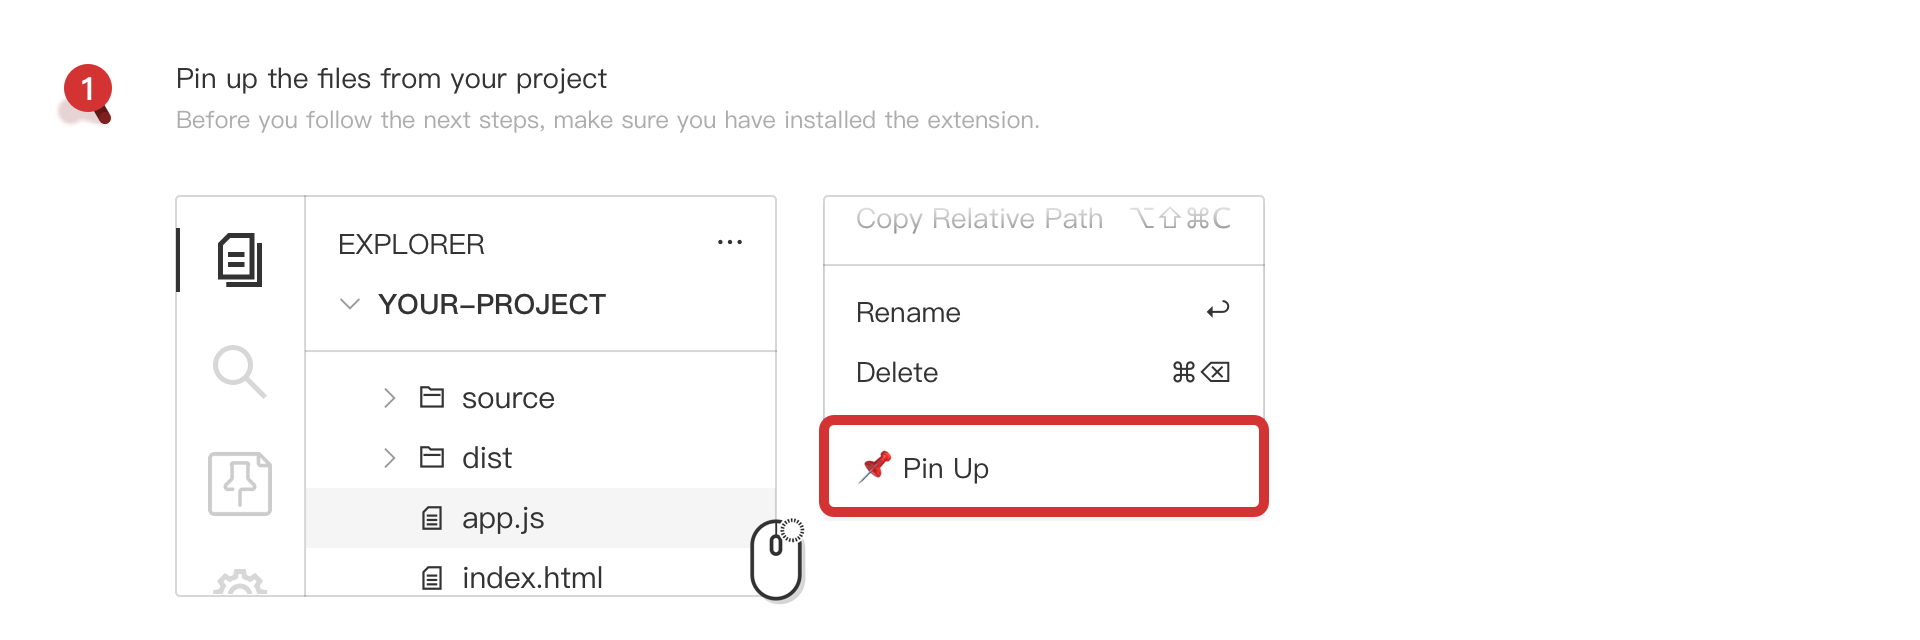 1
Pin up the files from your project
Before you follow the next steps, make sure you have installed the extension.
EXPLORER ···
YOUR–PROJECT
source
dist
app.js
index.html
Copy Relative Path ⌥⇧⌘C
Rename ↩
Delete ⌘⌫
📌 Pin Up